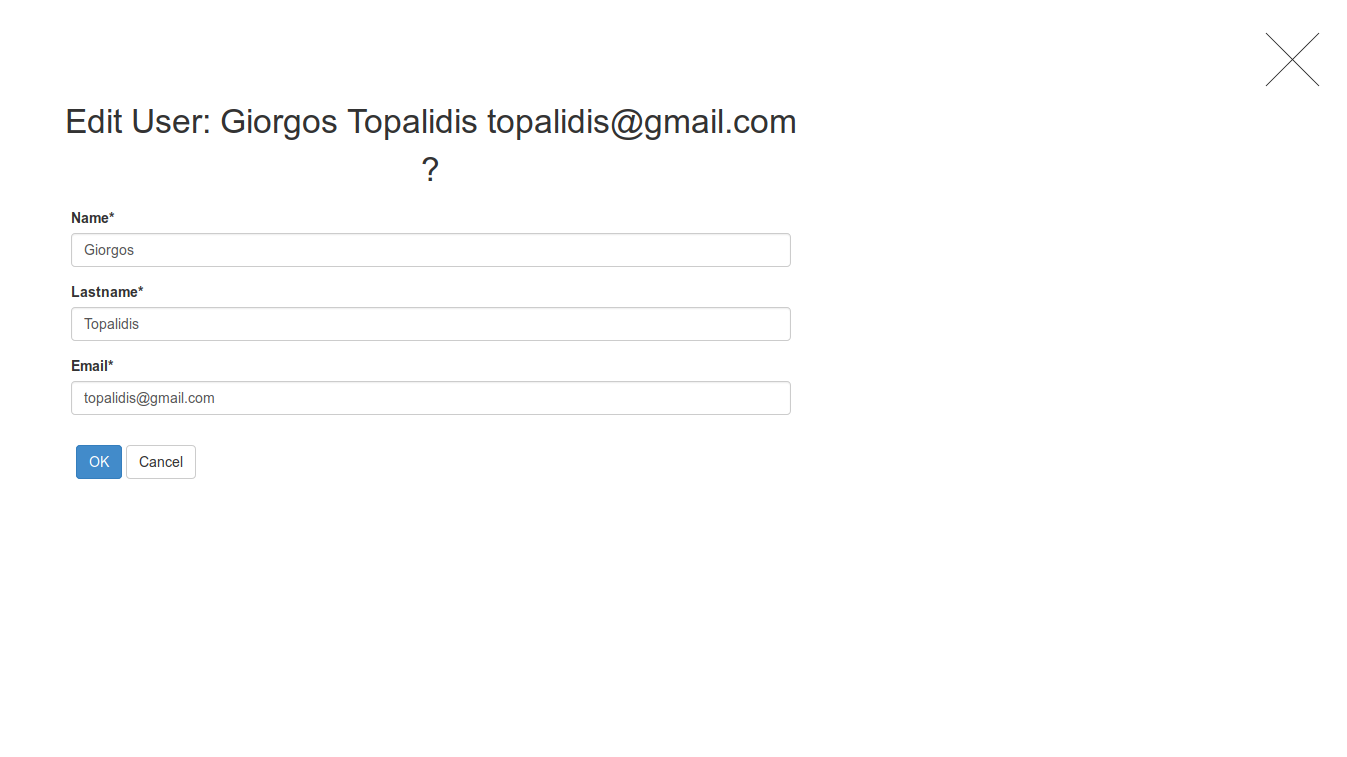 Edit User: Giorgos Topalidis topalidis@gmail.com
?
Name*
Giorgos
Lastname*
Topalidis
Email*
topalidis@gmail.com
OK Cancel